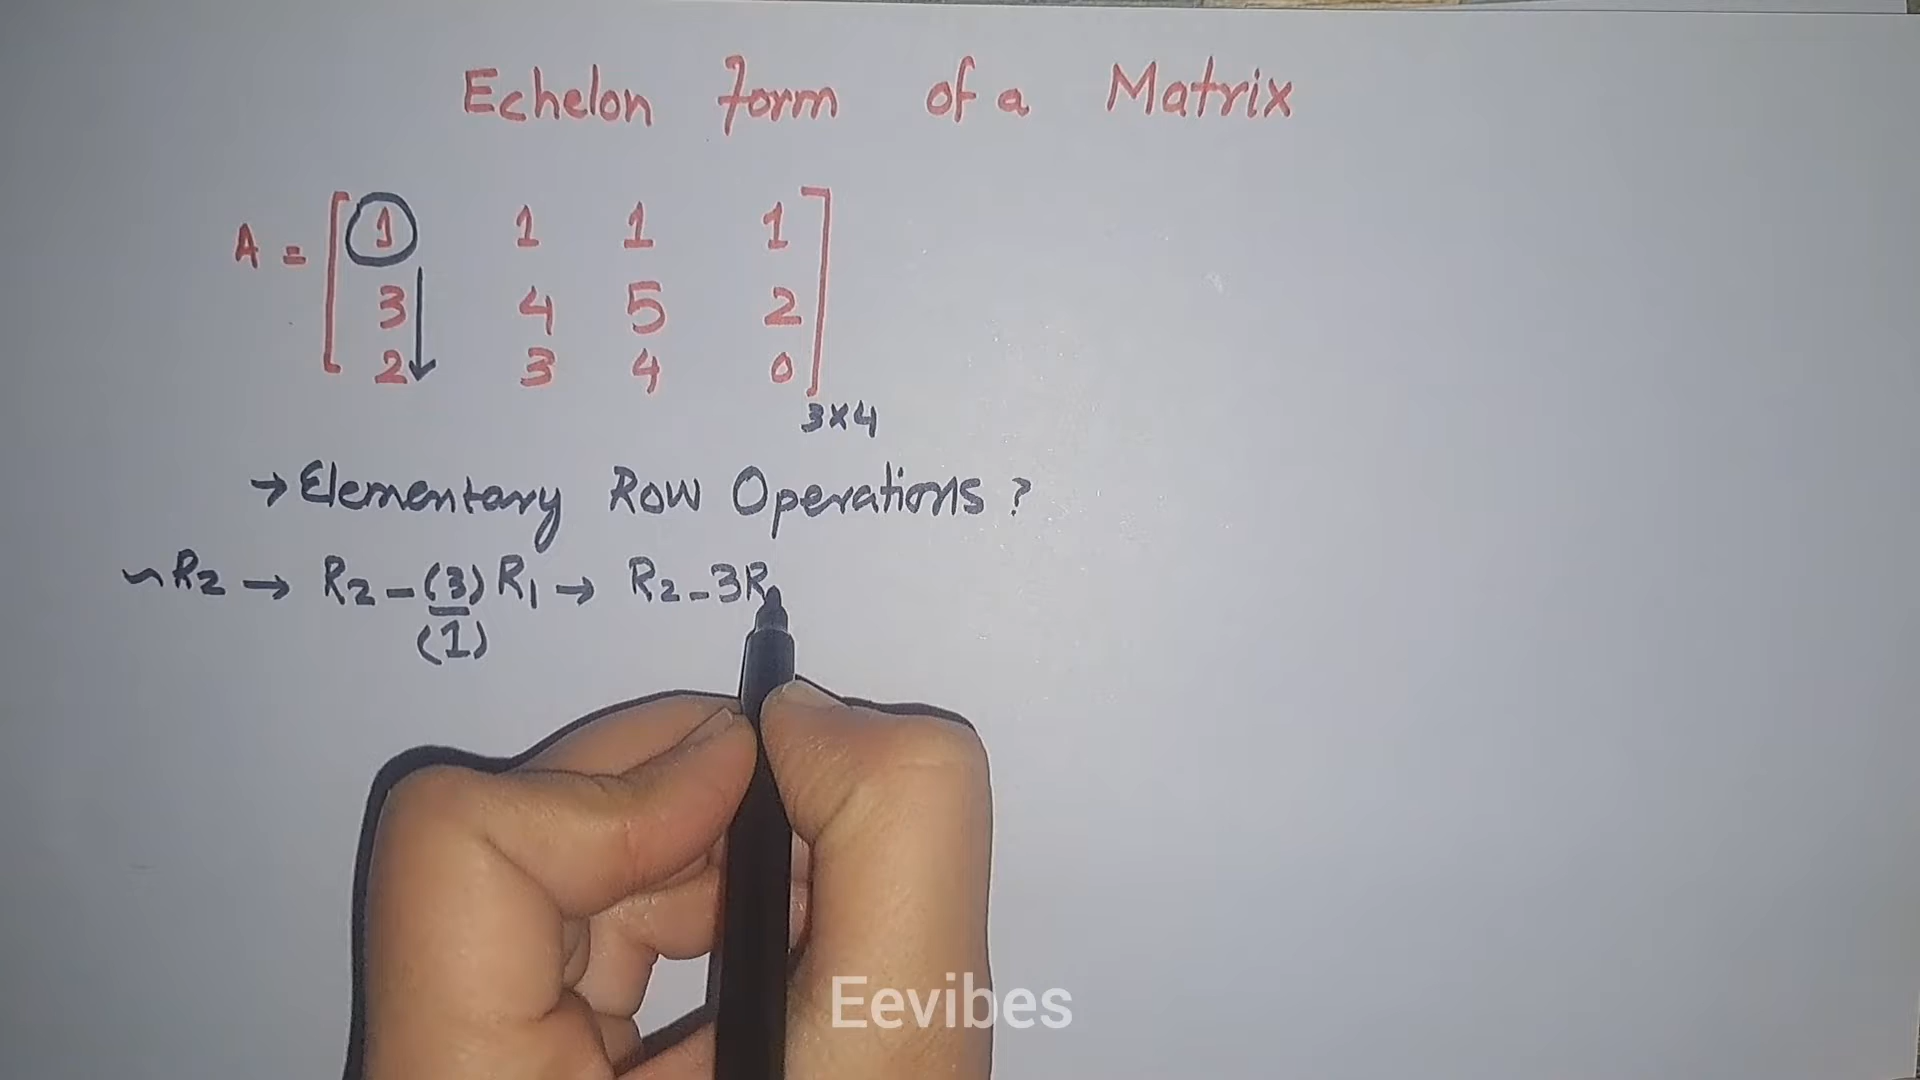 Echelon form of a Matrix
A = [ 1 1 1 1
3 4 5 2
2 3 4 0 ]
3×4
→ Elementary Row Operations ?
~R2 → R2 - (3)/(1) R1 → R2 - 3R
Eevibes